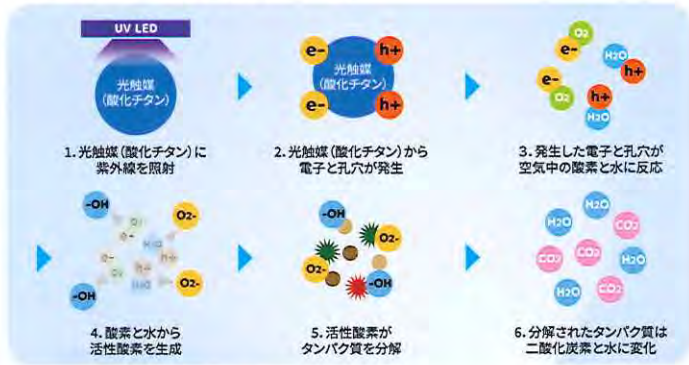 UV LED
光触媒
(酸化チタン)
1. 光触媒(酸化チタン)に
紫外線を照射
e-
h+
光触媒
(酸化チタン)
e-
h+
2. 光触媒(酸化チタン)から
電子と孔穴が発生
O2
e-
H2O
h+
e-
O2
h+
H2O
3. 発生した電子と孔穴が
空気中の酸素と水に反応
-OH
O2
O2-
e-
H2O
h+
e-
h+
O2
H2O
-OH
O2-
4. 酸素と水から
活性酸素を生成
-OH
O2-
O2-
-OH
5. 活性酸素が
タンパク質を分解
H2O
H2O
CO2
CO2
CO2
H2O
H2O
CO2
6. 分解されたタンパク質は
二酸化炭素と水に変化